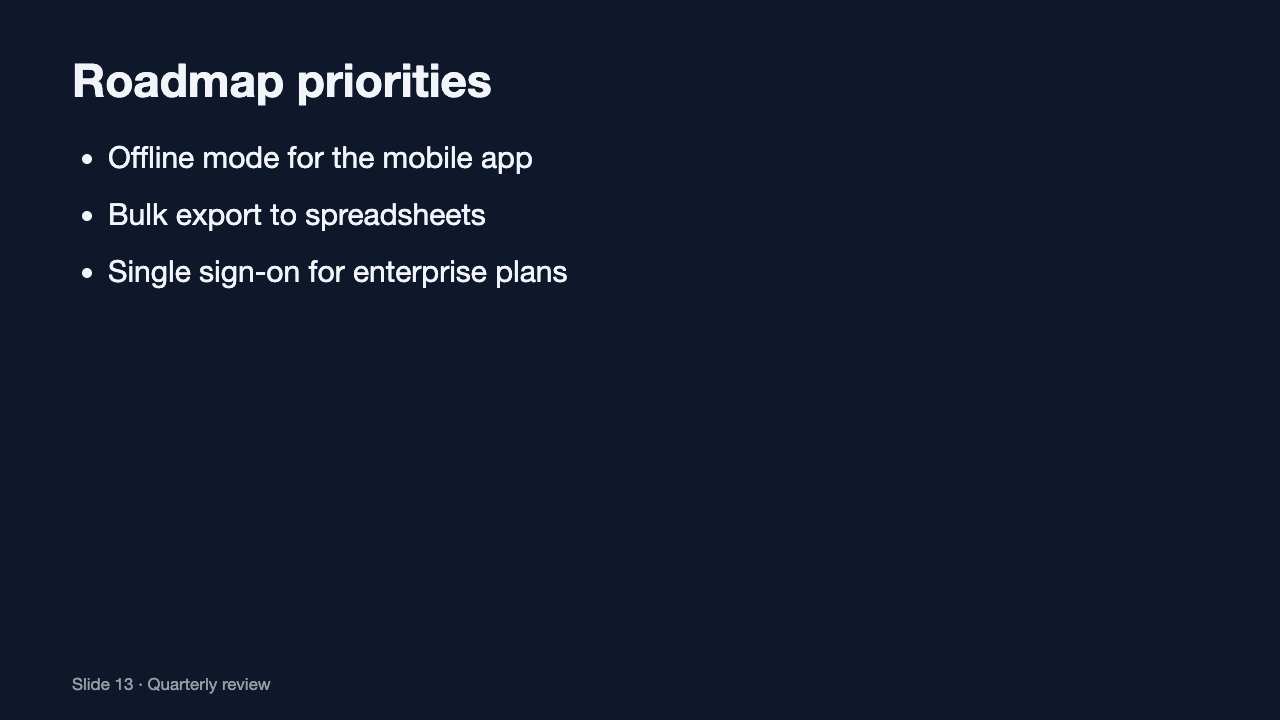 Roadmap priorities
• Offline mode for the mobile app
• Bulk export to spreadsheets
• Single sign-on for enterprise plans
Slide 13 · Quarterly review